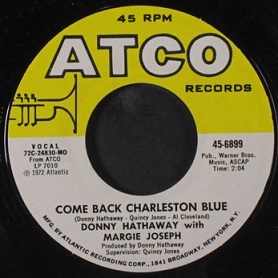 45 RPM
ATCO
RECORDS
VOCAL
72C-24830-MO
From ATCO
LP 7010
Ⓟ 1972 Atlantic
45-6899
Pub., Warner Bros.
Music, ASCAP
Time: 2:04
COME BACK CHARLESTON BLUE
(Donny Hathaway - Quincy Jones - Al Cleveland)
DONNY HATHAWAY with
MARGIE JOSEPH
Produced by Donny Hathaway
Supervision: Quincy Jones
MFG. BY ATLANTIC RECORDING CORP., 1841 BROADWAY, NEW YORK, N.Y.